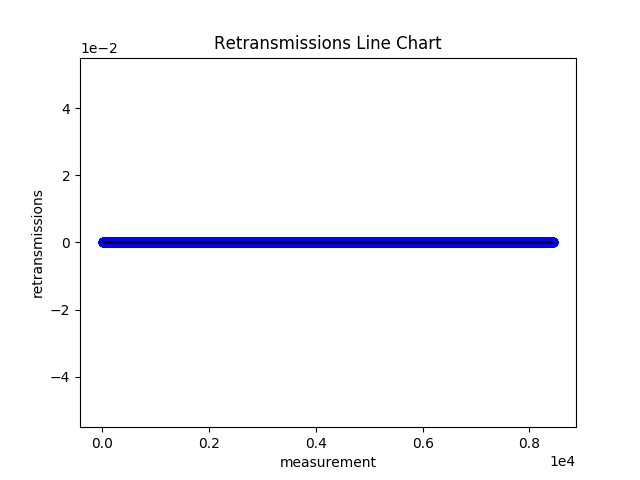 Retransmissions Line Chart
1e−2
4
2
0
−2
−4
retransmissions
0.0 0.2 0.4 0.6 0.8
measurement
1e4